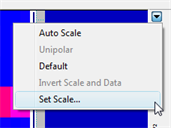 Auto Scale
Unipolar
Default
Invert Scale and Data
Set Scale...